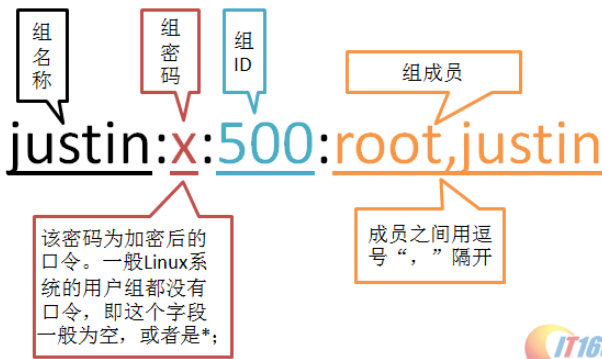 组名称
组密码
组ID
组成员
justin:x:500:root,justin
该密码为加密后的
口令。一般Linux系
统的用户组都没有
口令，即这个字段
一般为空，或者是*；
成员之间用逗
号“，”隔开
IT16